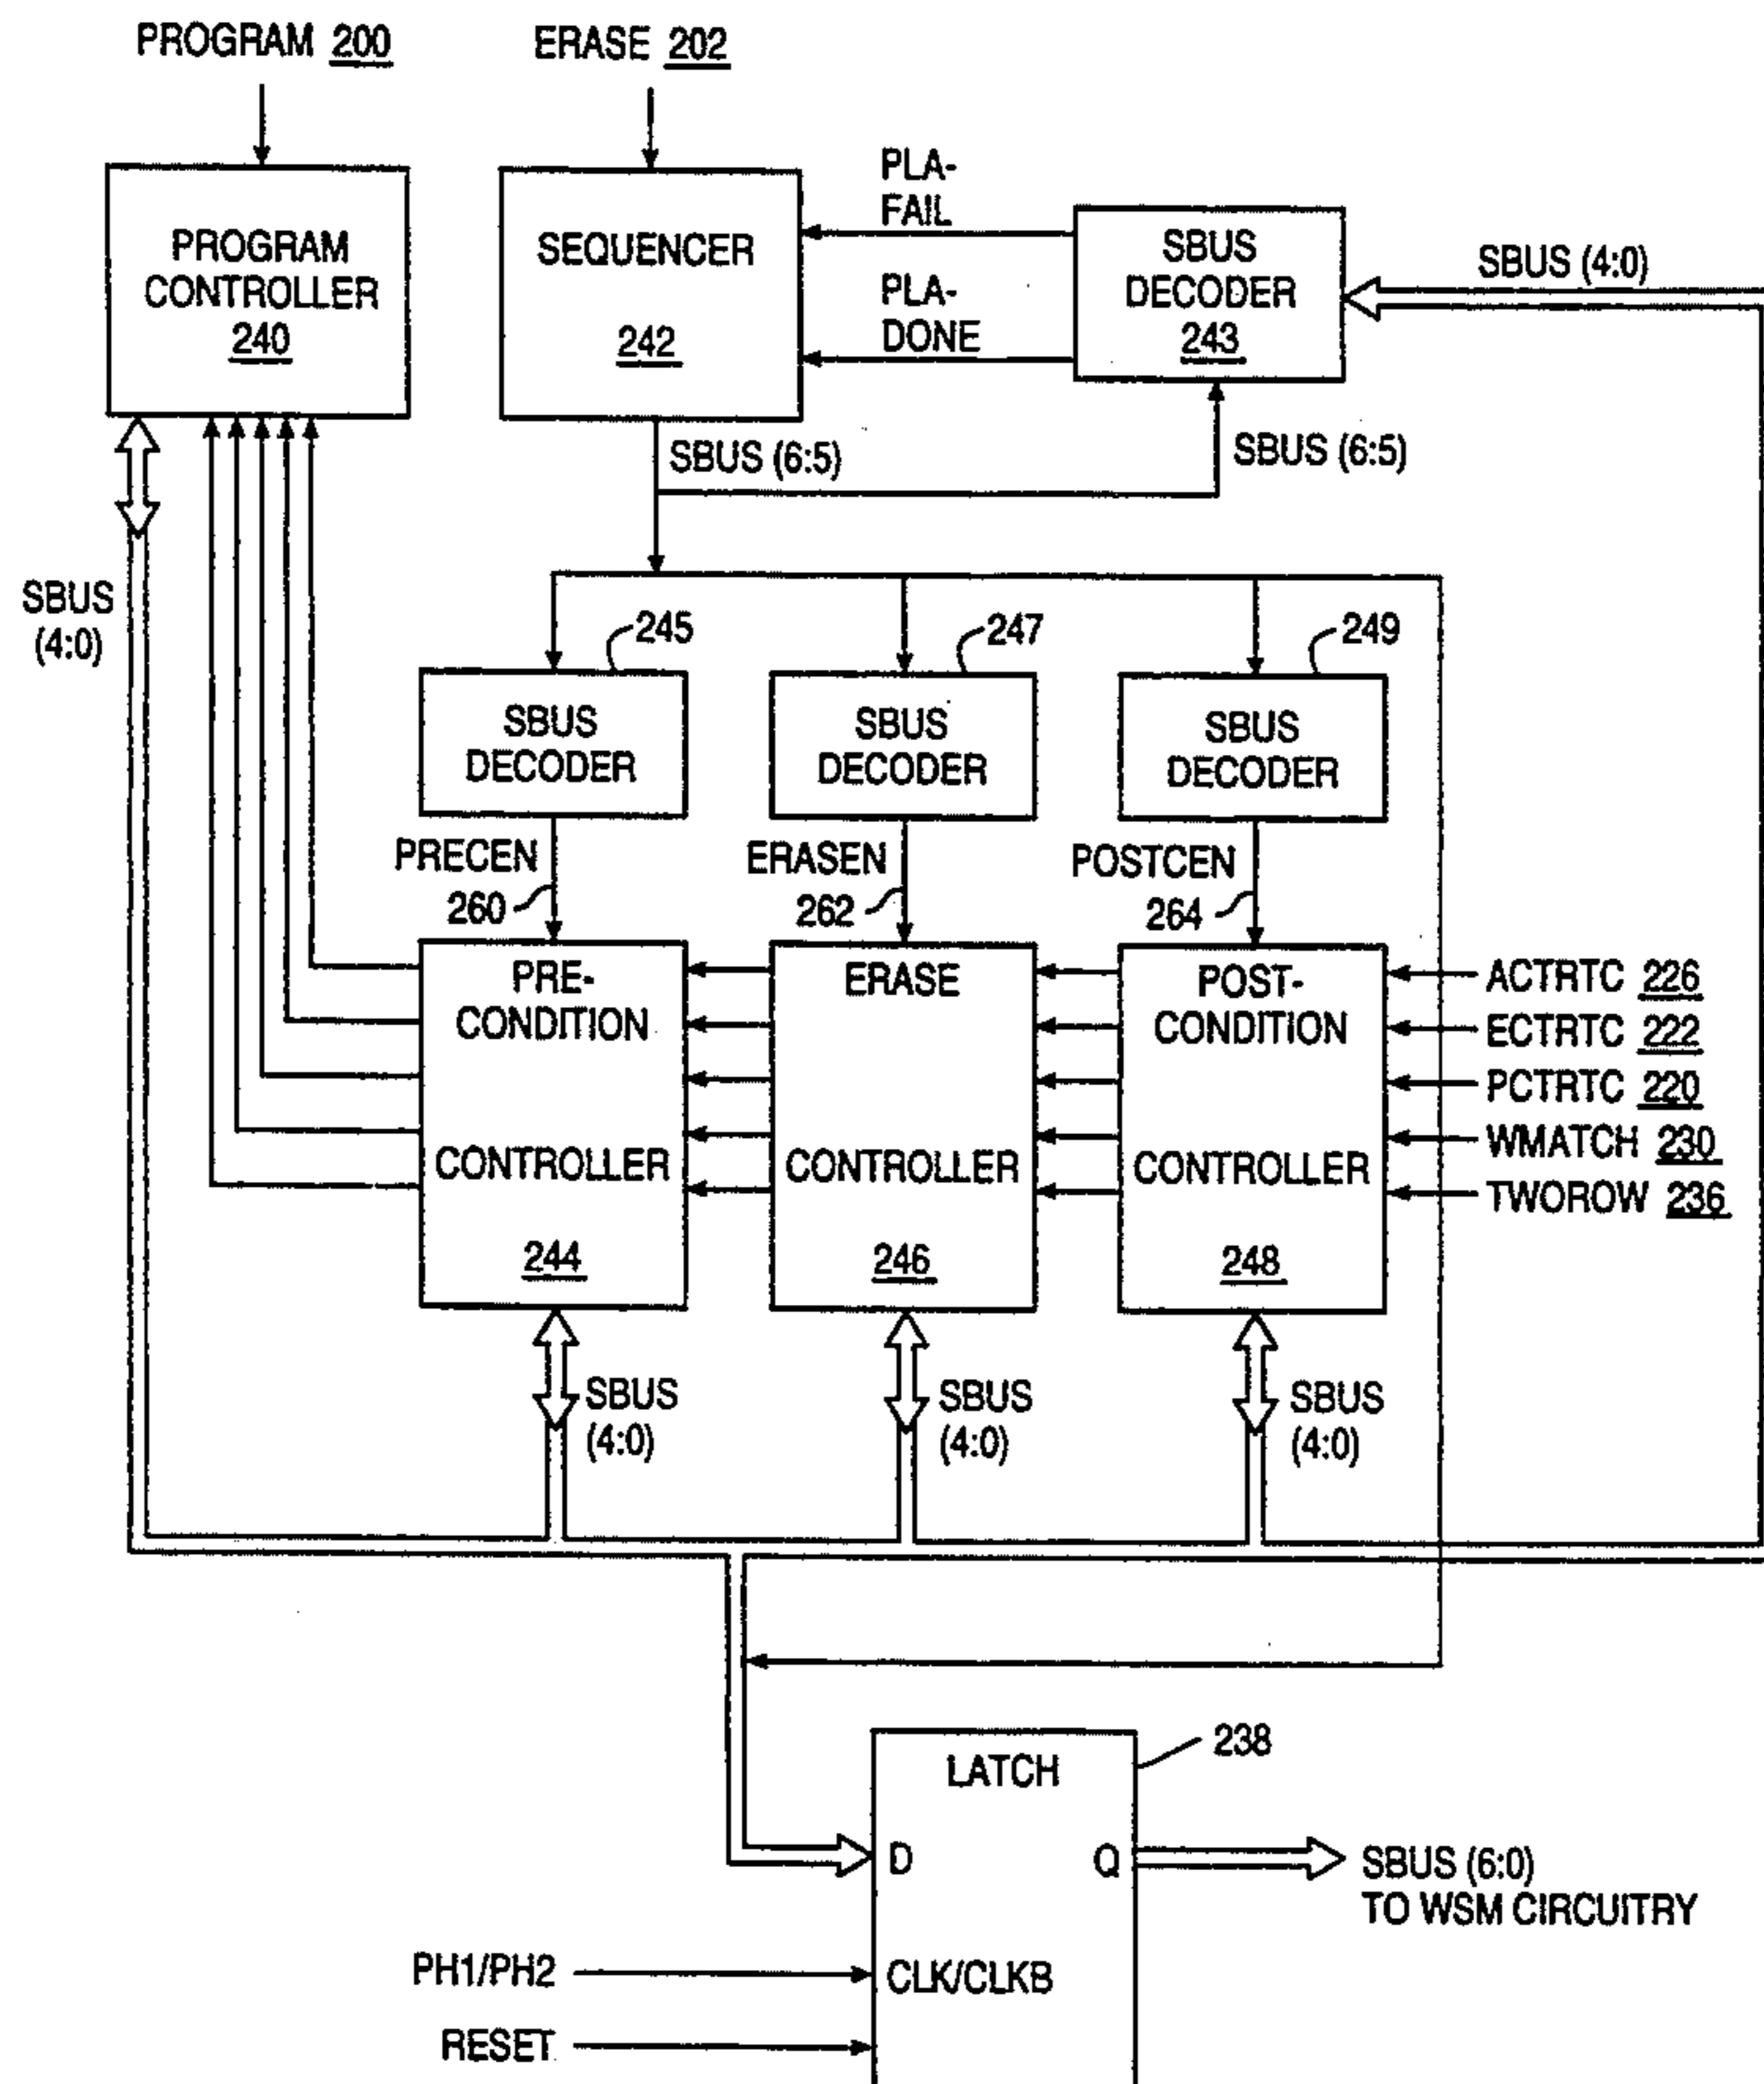 PROGRAM 200
ERASE 202
PROGRAM
CONTROLLER
240
SEQUENCER
242
PLA-
FAIL
PLA-
DONE
SBUS
DECODER
243
SBUS (4:0)
SBUS (6:5)
SBUS (6:5)
SBUS
(4:0)
245
SBUS
DECODER
247
SBUS
DECODER
249
SBUS
DECODER
PRECEN
260
ERASEN
262
POSTCEN
264
PRE-
CONDITION
CONTROLLER
244
ERASE
CONTROLLER
246
POST-
CONDITION
CONTROLLER
248
ACTRTC 226
ECTRTC 222
PCTRTC 220
WMATCH 230
TWOROW 236
SBUS
(4:0)
SBUS
(4:0)
SBUS
(4:0)
LATCH
238
D
Q
SBUS (6:0)
TO WSM CIRCUITRY
PH1/PH2
CLK/CLKB
RESET